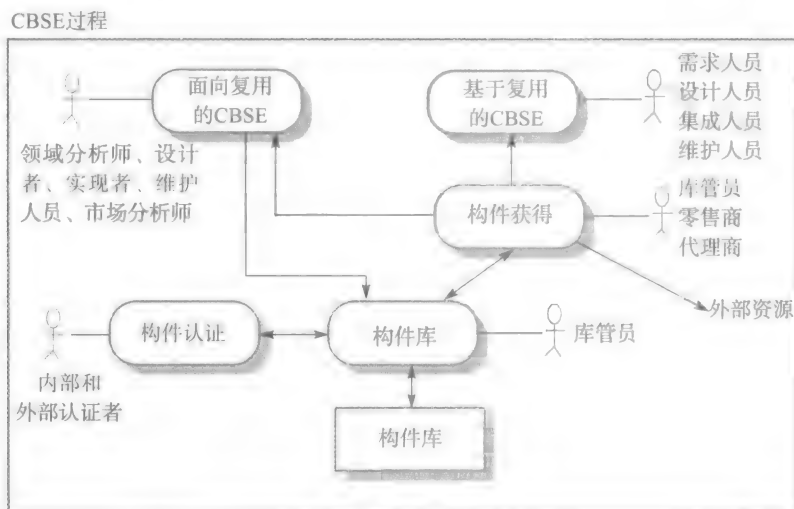 CBSE过程
面向复用
的CBSE
领域分析师、设计
者、实现者、维护
人员、市场分析师
基于复用
的CBSE
需求人员
设计人员
集成人员
维护人员
构件获得
库管员
零售商
代理商
外部资源
构件认证
内部和
外部认证者
构件库
库管员
构件库